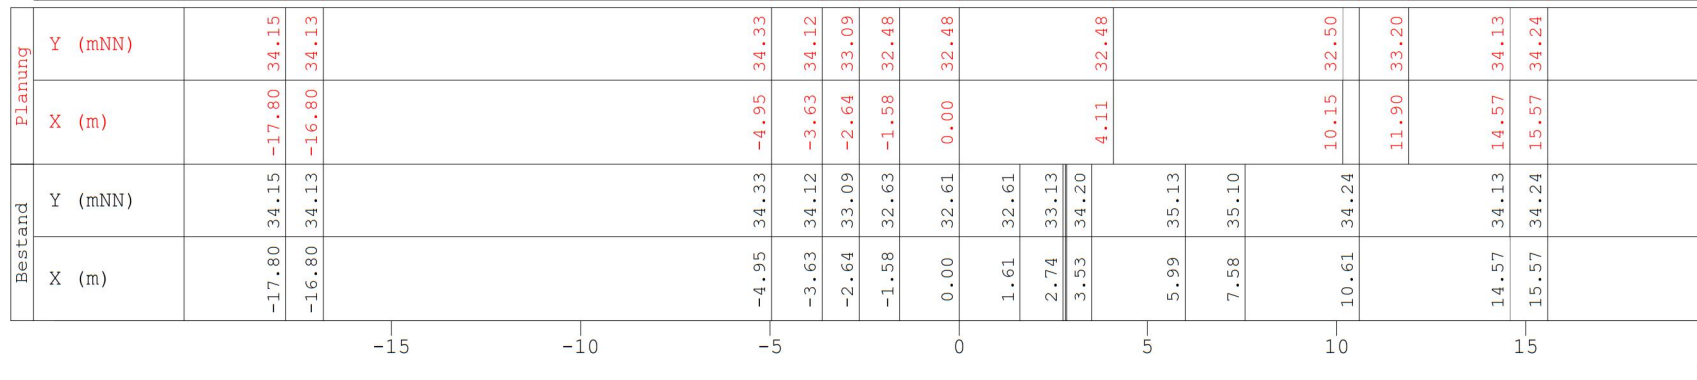 Planung
Y (mNN) 34.15 34.13 34.33 34.12 33.09 32.48 32.48 32.48 32.50 33.20 34.13 34.24
X (m) -17.80 -16.80 -4.95 -3.63 -2.64 -1.58 0.00 4.11 10.15 11.90 14.57 15.57
Bestand
Y (mNN) 34.15 34.13 34.33 34.12 33.09 32.63 32.61 32.61 33.13 34.20 35.13 35.10 34.24 34.13 34.24
X (m) -17.80 -16.80 -4.95 -3.63 -2.64 -1.58 0.00 1.61 2.74 3.53 5.99 7.58 10.61 14.57 15.57
-15 -10 -5 0 5 10 15